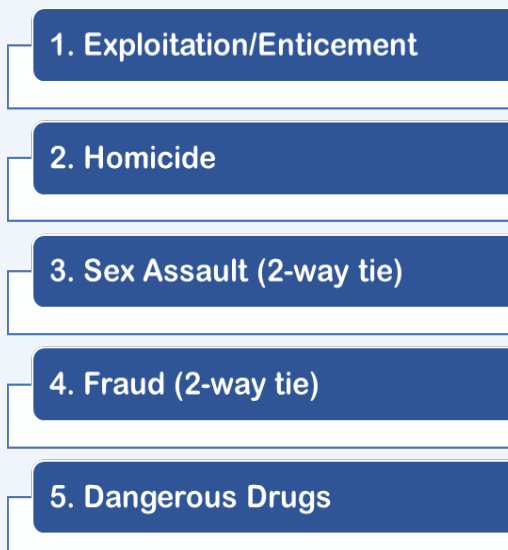 1. Exploitation/Enticement
2. Homicide
3. Sex Assault (2-way tie)
4. Fraud (2-way tie)
5. Dangerous Drugs